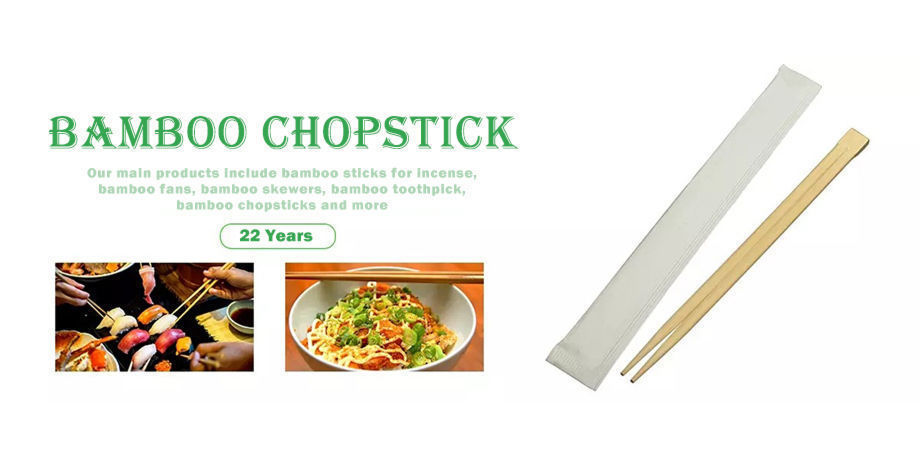 BAMBOO CHOPSTICK
Our main products include bamboo sticks for incense,
bamboo fans, bamboo skewers, bamboo toothpick,
bamboo chopsticks and more
22 Years